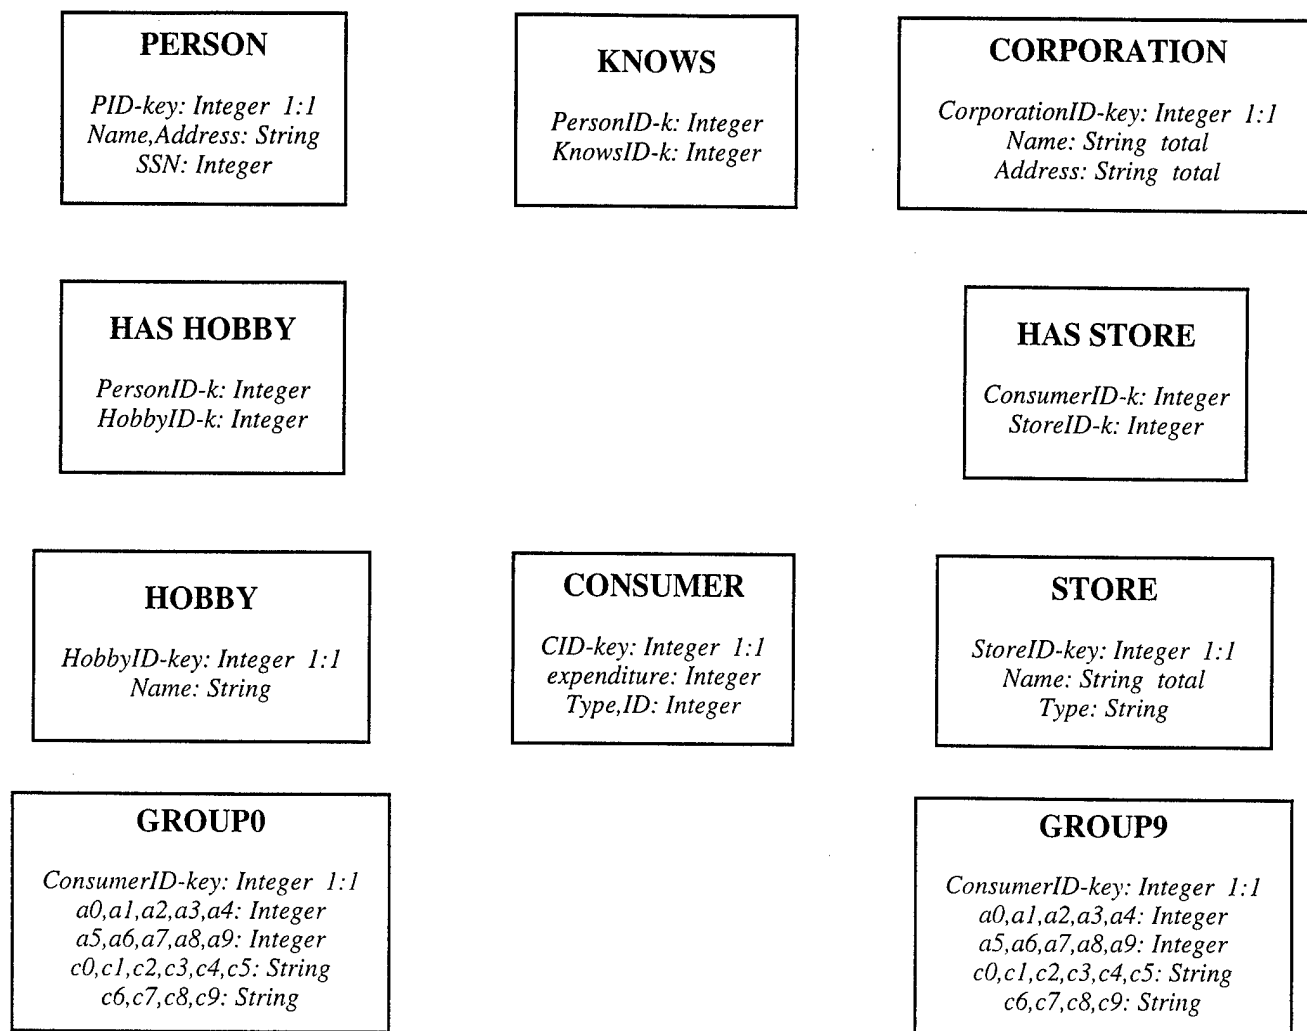 PERSON
PID-key: Integer 1:1
Name,Address: String
SSN: Integer
KNOWS
PersonID-k: Integer
KnowsID-k: Integer
CORPORATION
CorporationID-key: Integer 1:1
Name: String total
Address: String total
HAS HOBBY
PersonID-k: Integer
HobbyID-k: Integer
HAS STORE
ConsumerID-k: Integer
StoreID-k: Integer
HOBBY
HobbyID-key: Integer 1:1
Name: String
CONSUMER
CID-key: Integer 1:1
expenditure: Integer
Type,ID: Integer
STORE
StoreID-key: Integer 1:1
Name: String total
Type: String
GROUP0
ConsumerID-key: Integer 1:1
a0,a1,a2,a3,a4: Integer
a5,a6,a7,a8,a9: Integer
c0,c1,c2,c3,c4,c5: String
c6,c7,c8,c9: String
GROUP9
ConsumerID-key: Integer 1:1
a0,a1,a2,a3,a4: Integer
a5,a6,a7,a8,a9: Integer
c0,c1,c2,c3,c4,c5: String
c6,c7,c8,c9: String